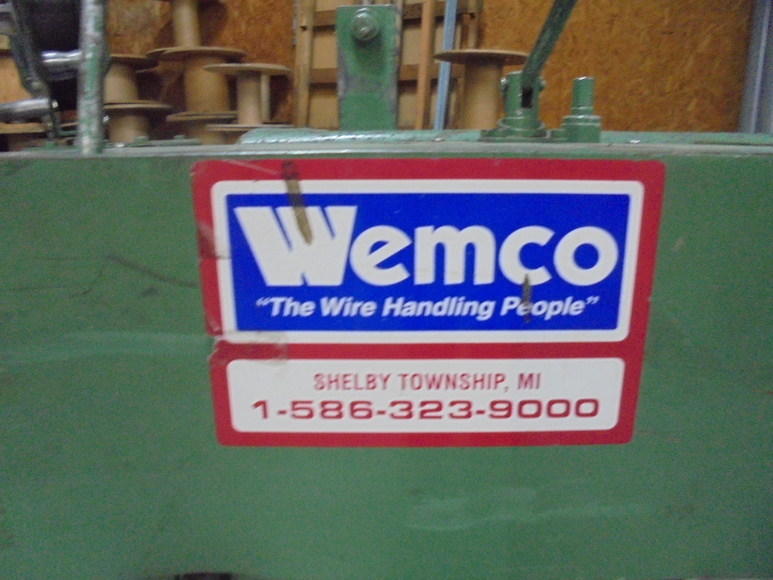 Wemco
"The Wire Handling People"
SHELBY TOWNSHIP, MI
1-586-323-9000